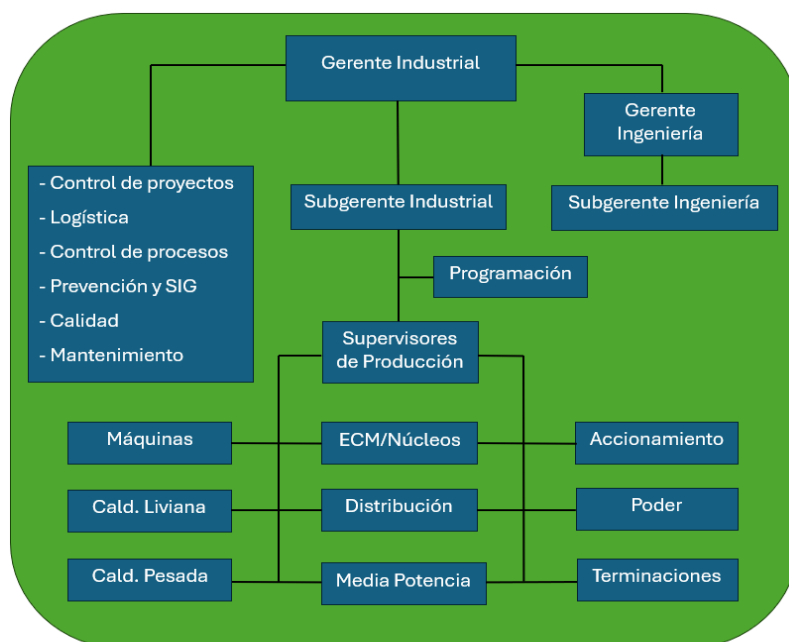 Gerente Industrial
Gerente
Ingeniería
- Control de proyectos
- Logística
- Control de procesos
- Prevención y SIG
- Calidad
- Mantenimiento
Subgerente Industrial
Subgerente Ingeniería
Programación
Supervisores
de Producción
Máquinas
ECM/Núcleos
Accionamiento
Cald. Liviana
Distribución
Poder
Cald. Pesada
Media Potencia
Terminaciones